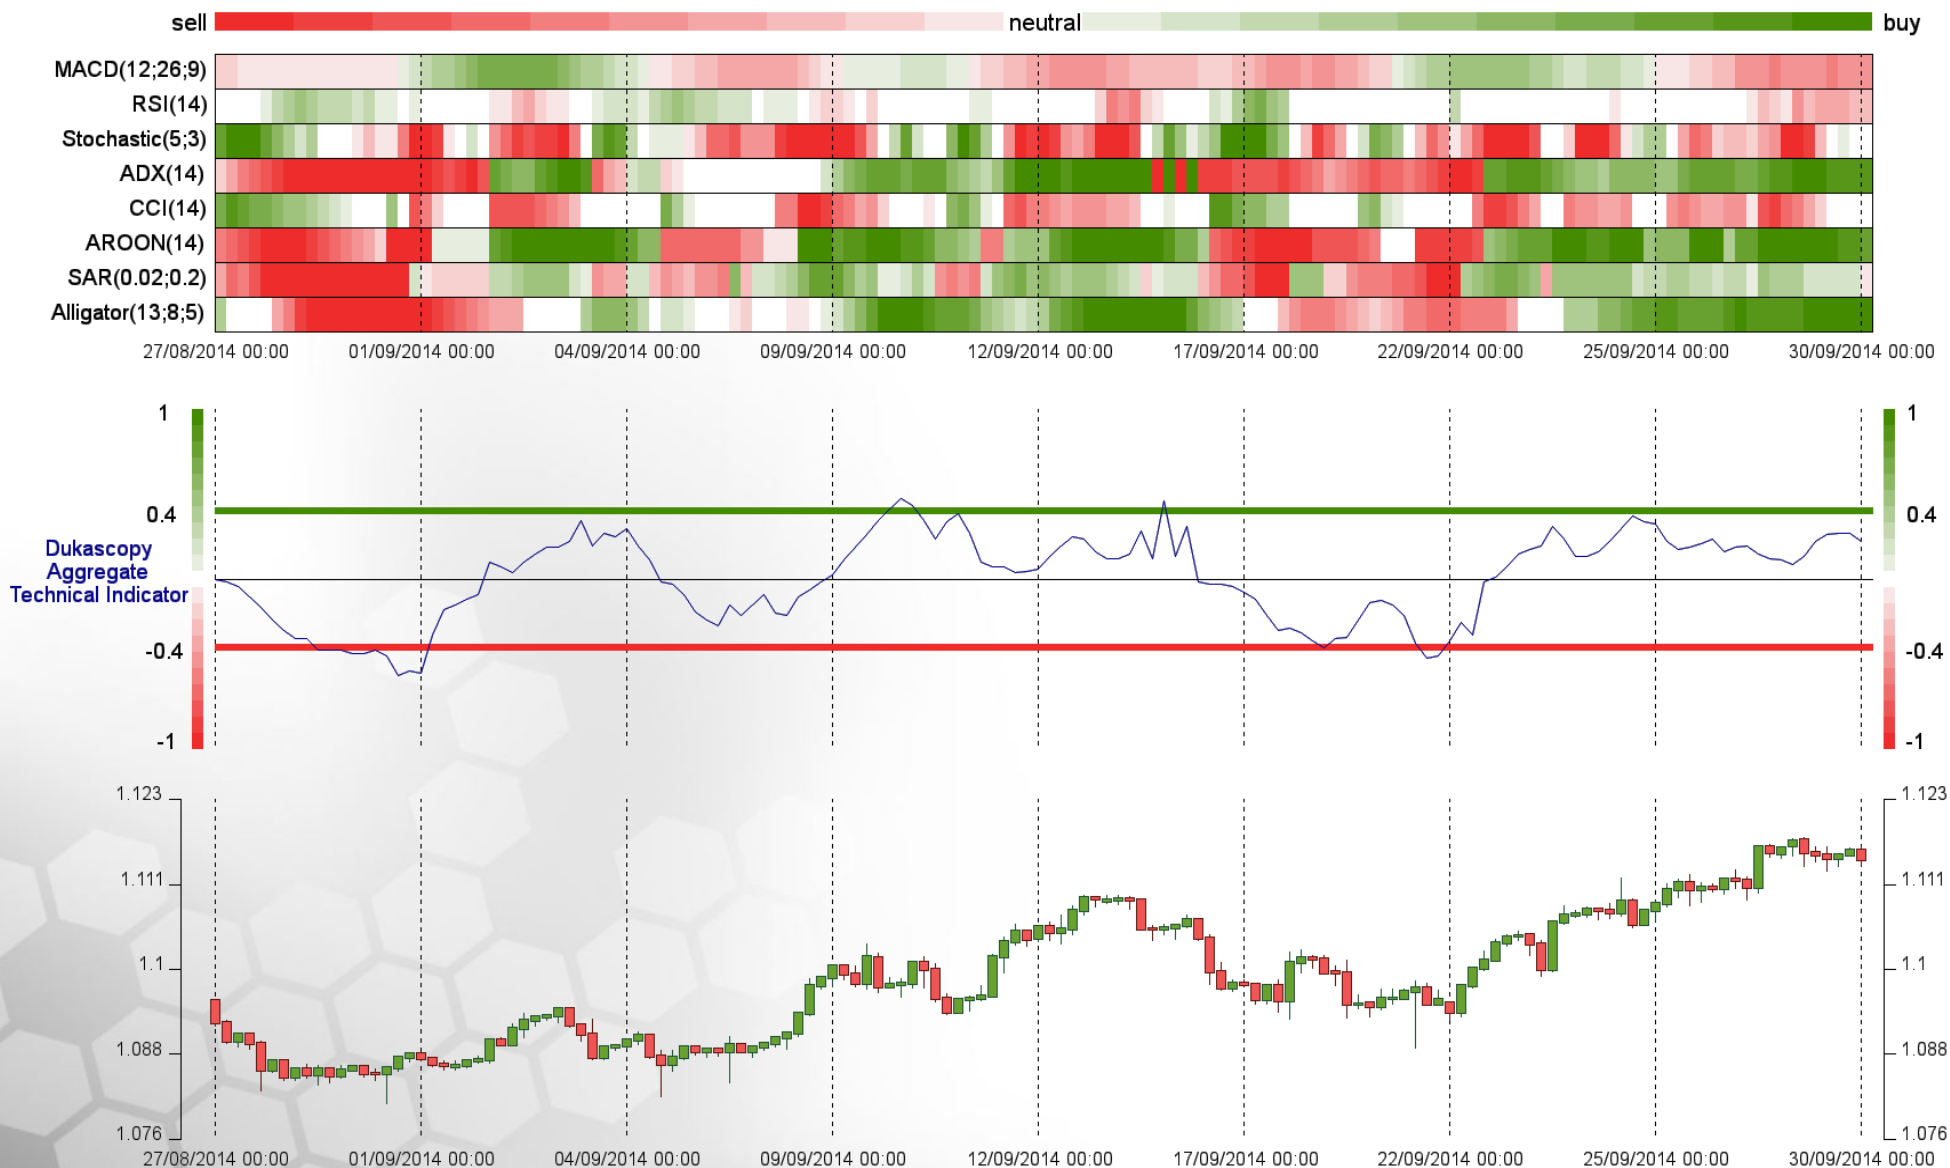 sell neutral buy
MACD(12;26;9)
RSI(14)
Stochastic(5;3)
ADX(14)
CCI(14)
AROON(14)
SAR(0.02;0.2)
Alligator(13;8;5)
27/08/2014 00:00 01/09/2014 00:00 04/09/2014 00:00 09/09/2014 00:00 12/09/2014 00:00 17/09/2014 00:00 22/09/2014 00:00 25/09/2014 00:00 30/09/2014 00:00
1 1
0.4 0.4
Dukascopy
Aggregate
Technical Indicator
-0.4 -0.4
-1 -1
1.123 1.123
1.111 1.111
1.1 1.1
1.088 1.088
1.076 1.076
27/08/2014 00:00 01/09/2014 00:00 04/09/2014 00:00 09/09/2014 00:00 12/09/2014 00:00 17/09/2014 00:00 22/09/2014 00:00 25/09/2014 00:00 30/09/2014 00:00